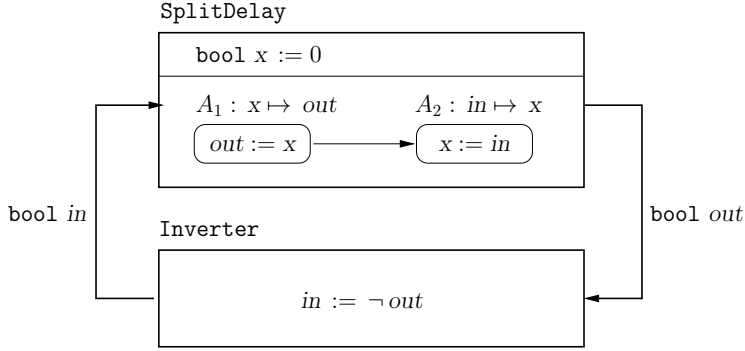 SplitDelay
bool x := 0
A₁ : x ↦ out
A₂ : in ↦ x
out := x
x := in
bool in
bool out
Inverter
in := ¬ out